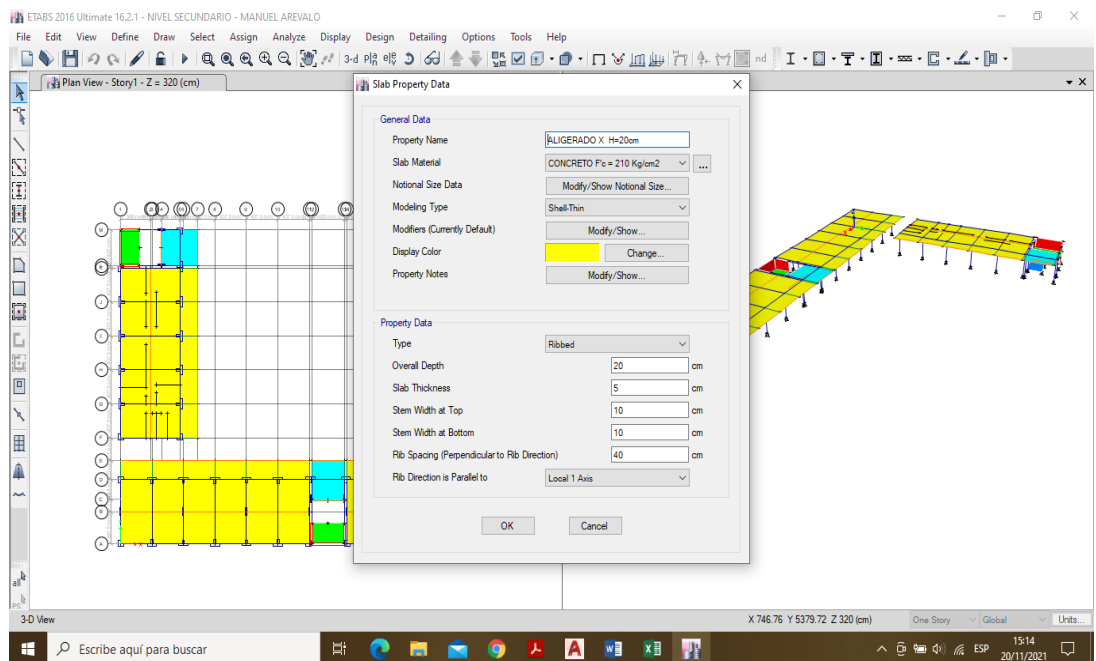 ETABS 2016 Ultimate 16.2.1 - NIVEL SECUNDARIO - MANUEL AREVALO
File Edit View Define Draw Select Assign Analyze Display Design Detailing Options Tools Help
3-d
nd
Plan View - Story1 - Z = 320 (cm)
Slab Property Data
General Data
Property Name ALIGERADO X H=20cm
Slab Material CONCRETO F'c = 210 Kg/cm2 ...
Notional Size Data Modify/Show Notional Size...
Modeling Type Shell-Thin
Modifiers (Currently Default) Modify/Show...
Display Color Change...
Property Notes Modify/Show...
Property Data
Type Ribbed
Overall Depth 20 cm
Slab Thickness 5 cm
Stem Width at Top 10 cm
Stem Width at Bottom 10 cm
Rib Spacing (Perpendicular to Rib Direction) 40 cm
Rib Direction is Parallel to Local 1 Axis
OK Cancel
all
ps
3-D View X 746.76 Y 5379.72 Z 320 (cm) One Story Global Units...
Escribe aquí para buscar
ESP
15:14
20/11/2021